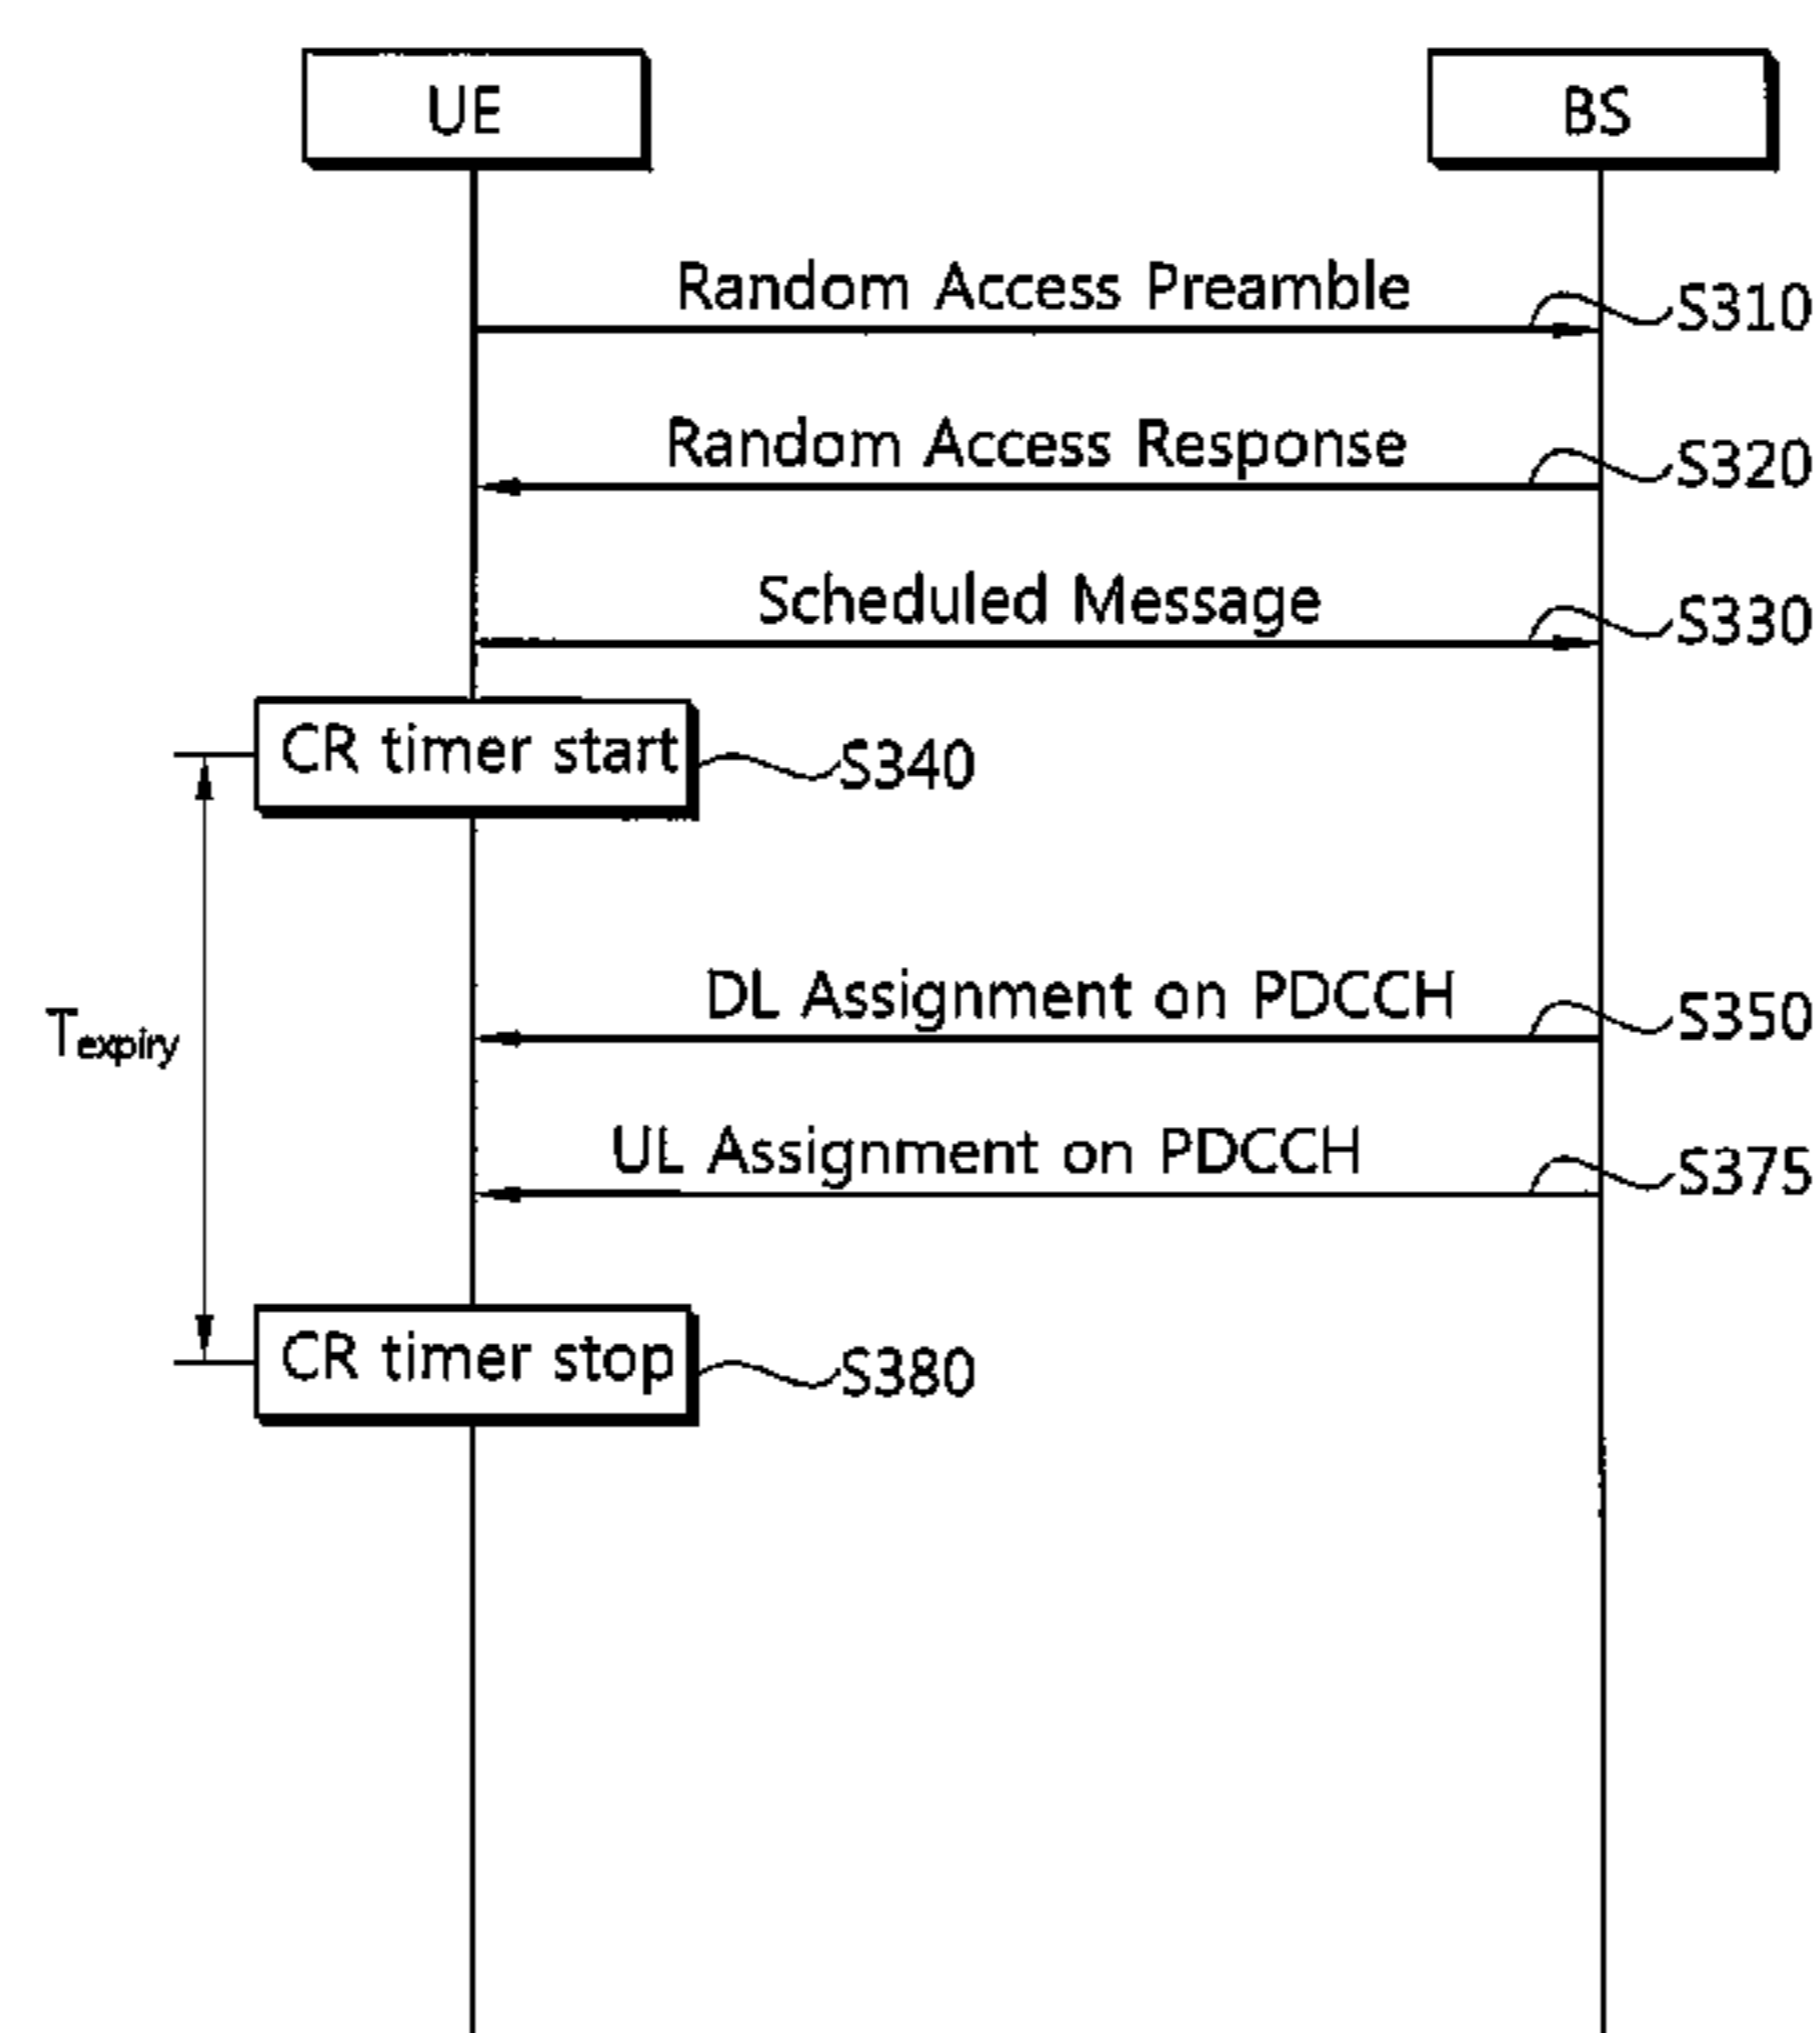 UE
BS
Random Access Preamble
S310
Random Access Response
S320
Scheduled Message
S330
CR timer start
S340
DL Assignment on PDCCH
S350
Texpiry
UL Assignment on PDCCH
S375
CR timer stop
S380